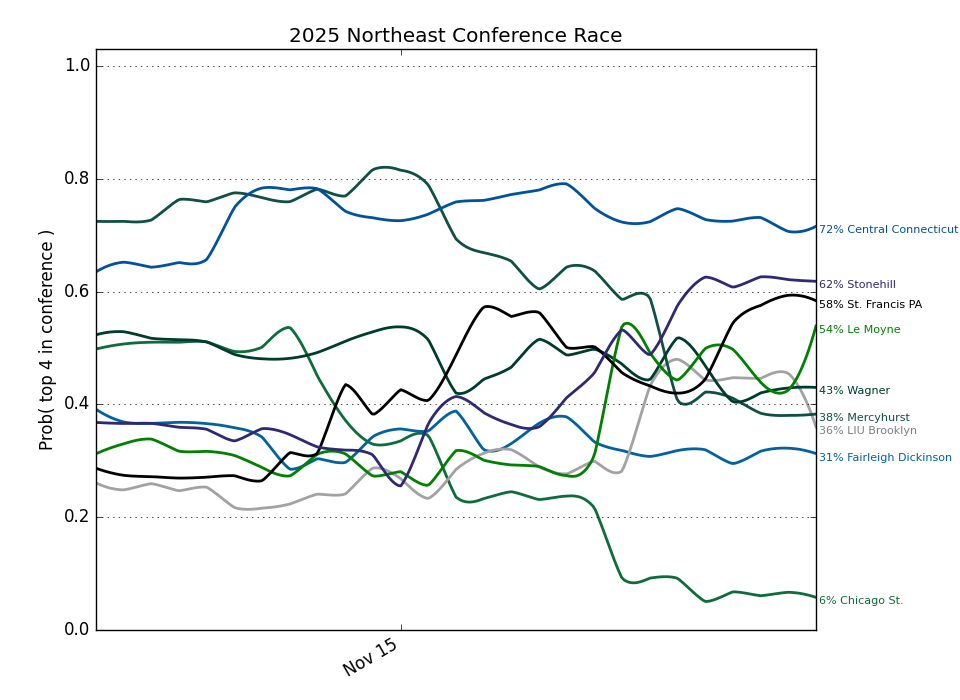 2025 Northeast Conference Race
Prob( top 4 in conference )
1.0
0.8
0.6
0.4
0.2
0.0
Nov 15
72% Central Connecticut
62% Stonehill
58% St. Francis PA
54% Le Moyne
43% Wagner
38% Mercyhurst
36% LIU Brooklyn
31% Fairleigh Dickinson
6% Chicago St.